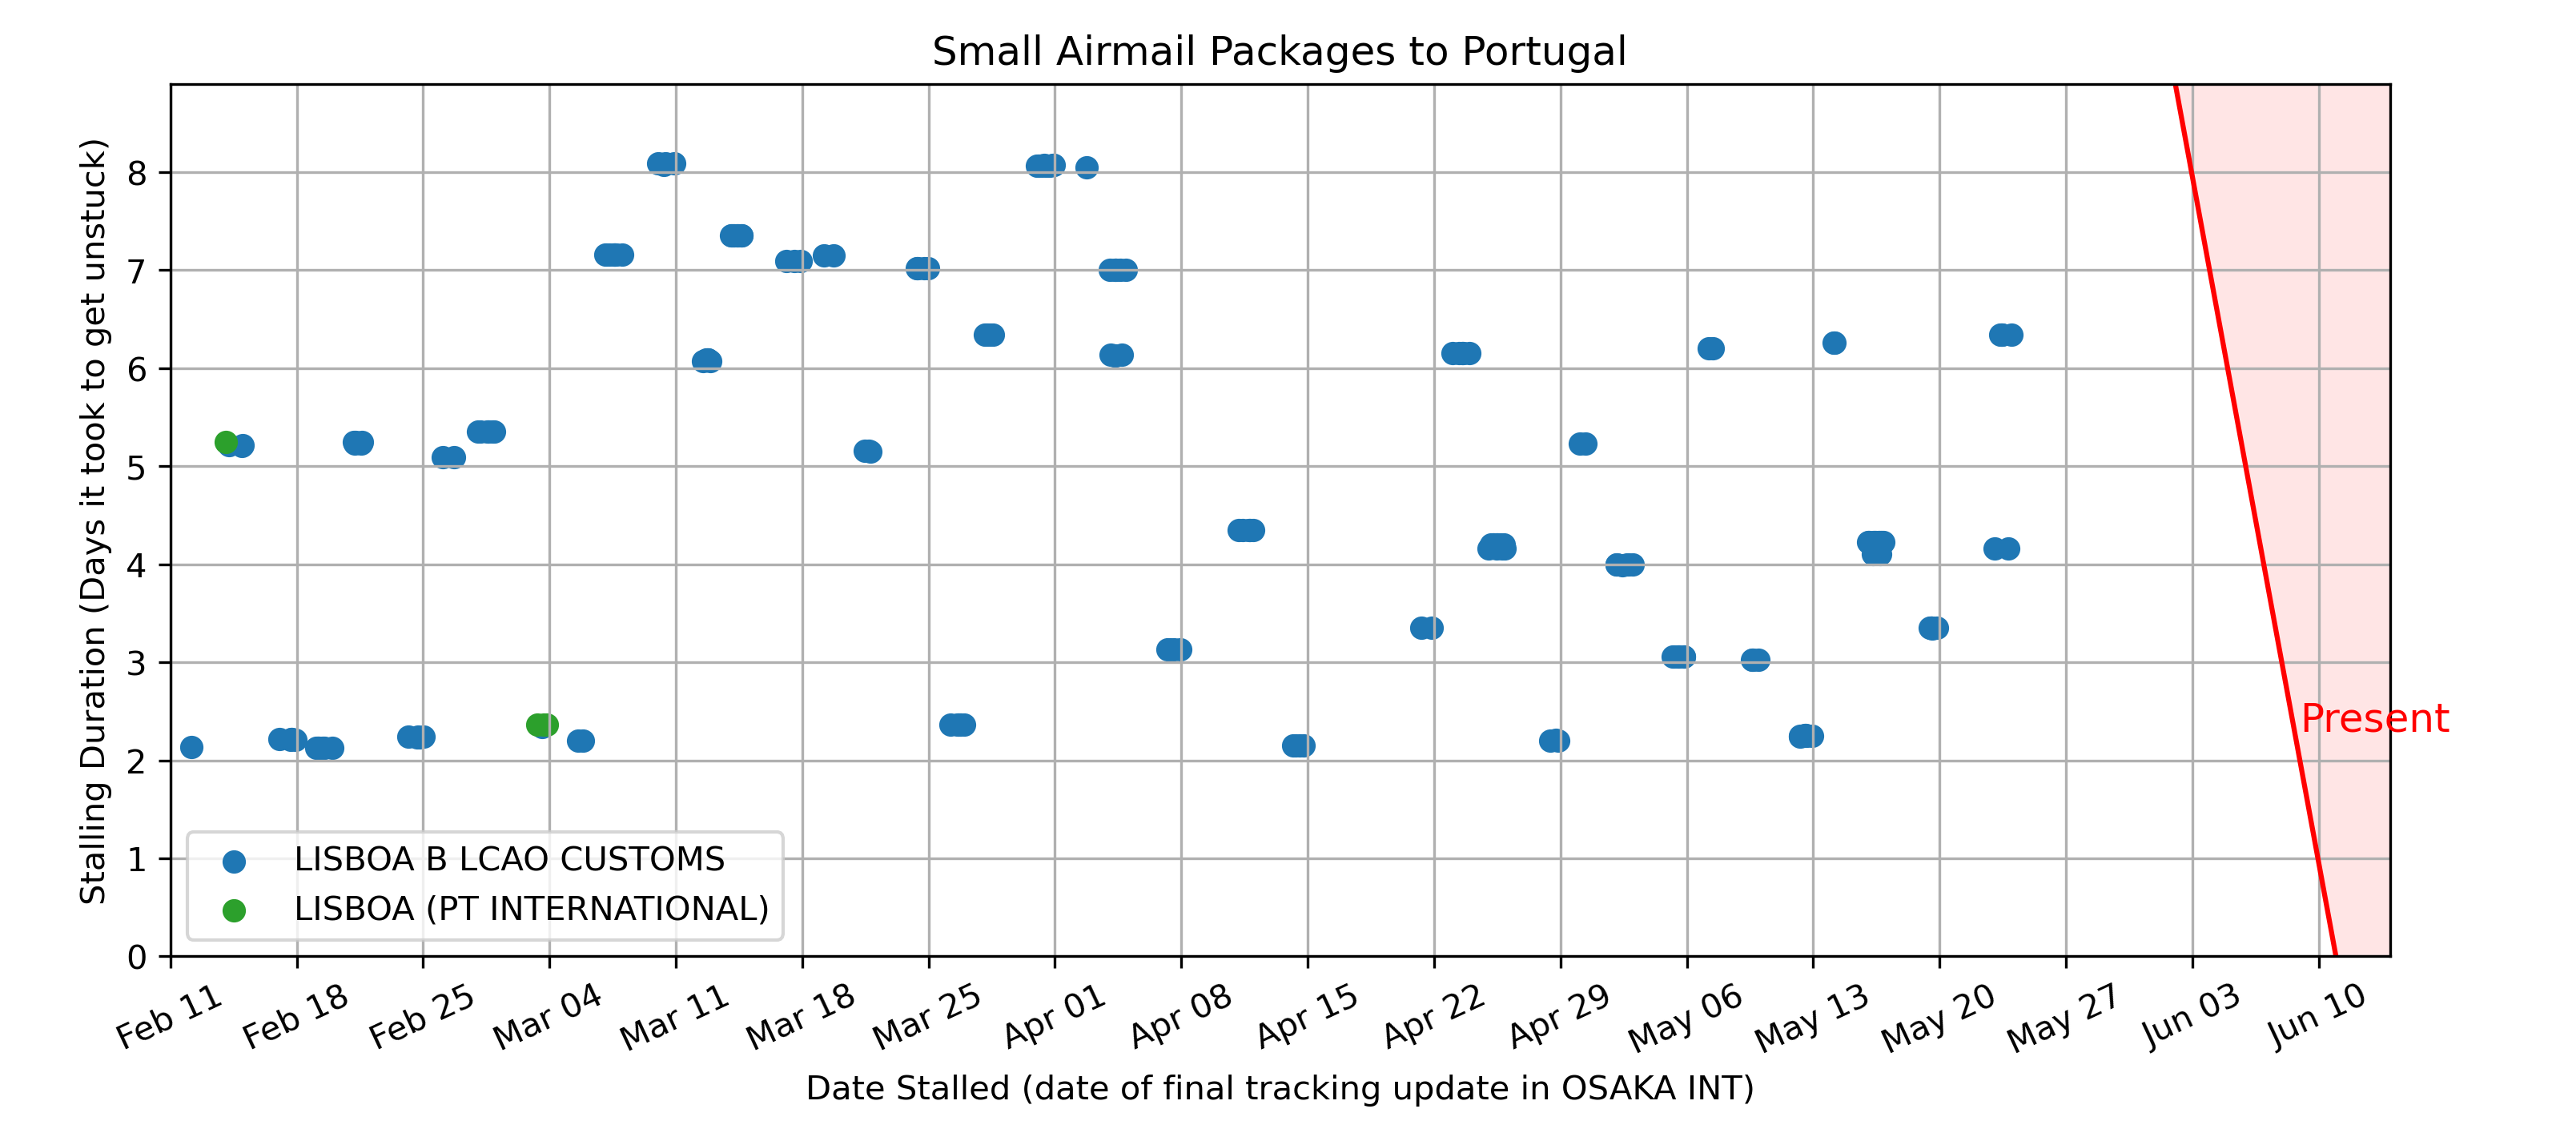 Small Airmail Packages to Portugal
Stalling Duration (Days it took to get unstuck)
8
7
6
5
4
3
2
1
0
Present
LISBOA B LCAO CUSTOMS
LISBOA (PT INTERNATIONAL)
Feb 11
Feb 18
Feb 25
Mar 04
Mar 11
Mar 18
Mar 25
Apr 01
Apr 08
Apr 15
Apr 22
Apr 29
May 06
May 13
May 20
May 27
Jun 03
Jun 10
Date Stalled (date of final tracking update in OSAKA INT)